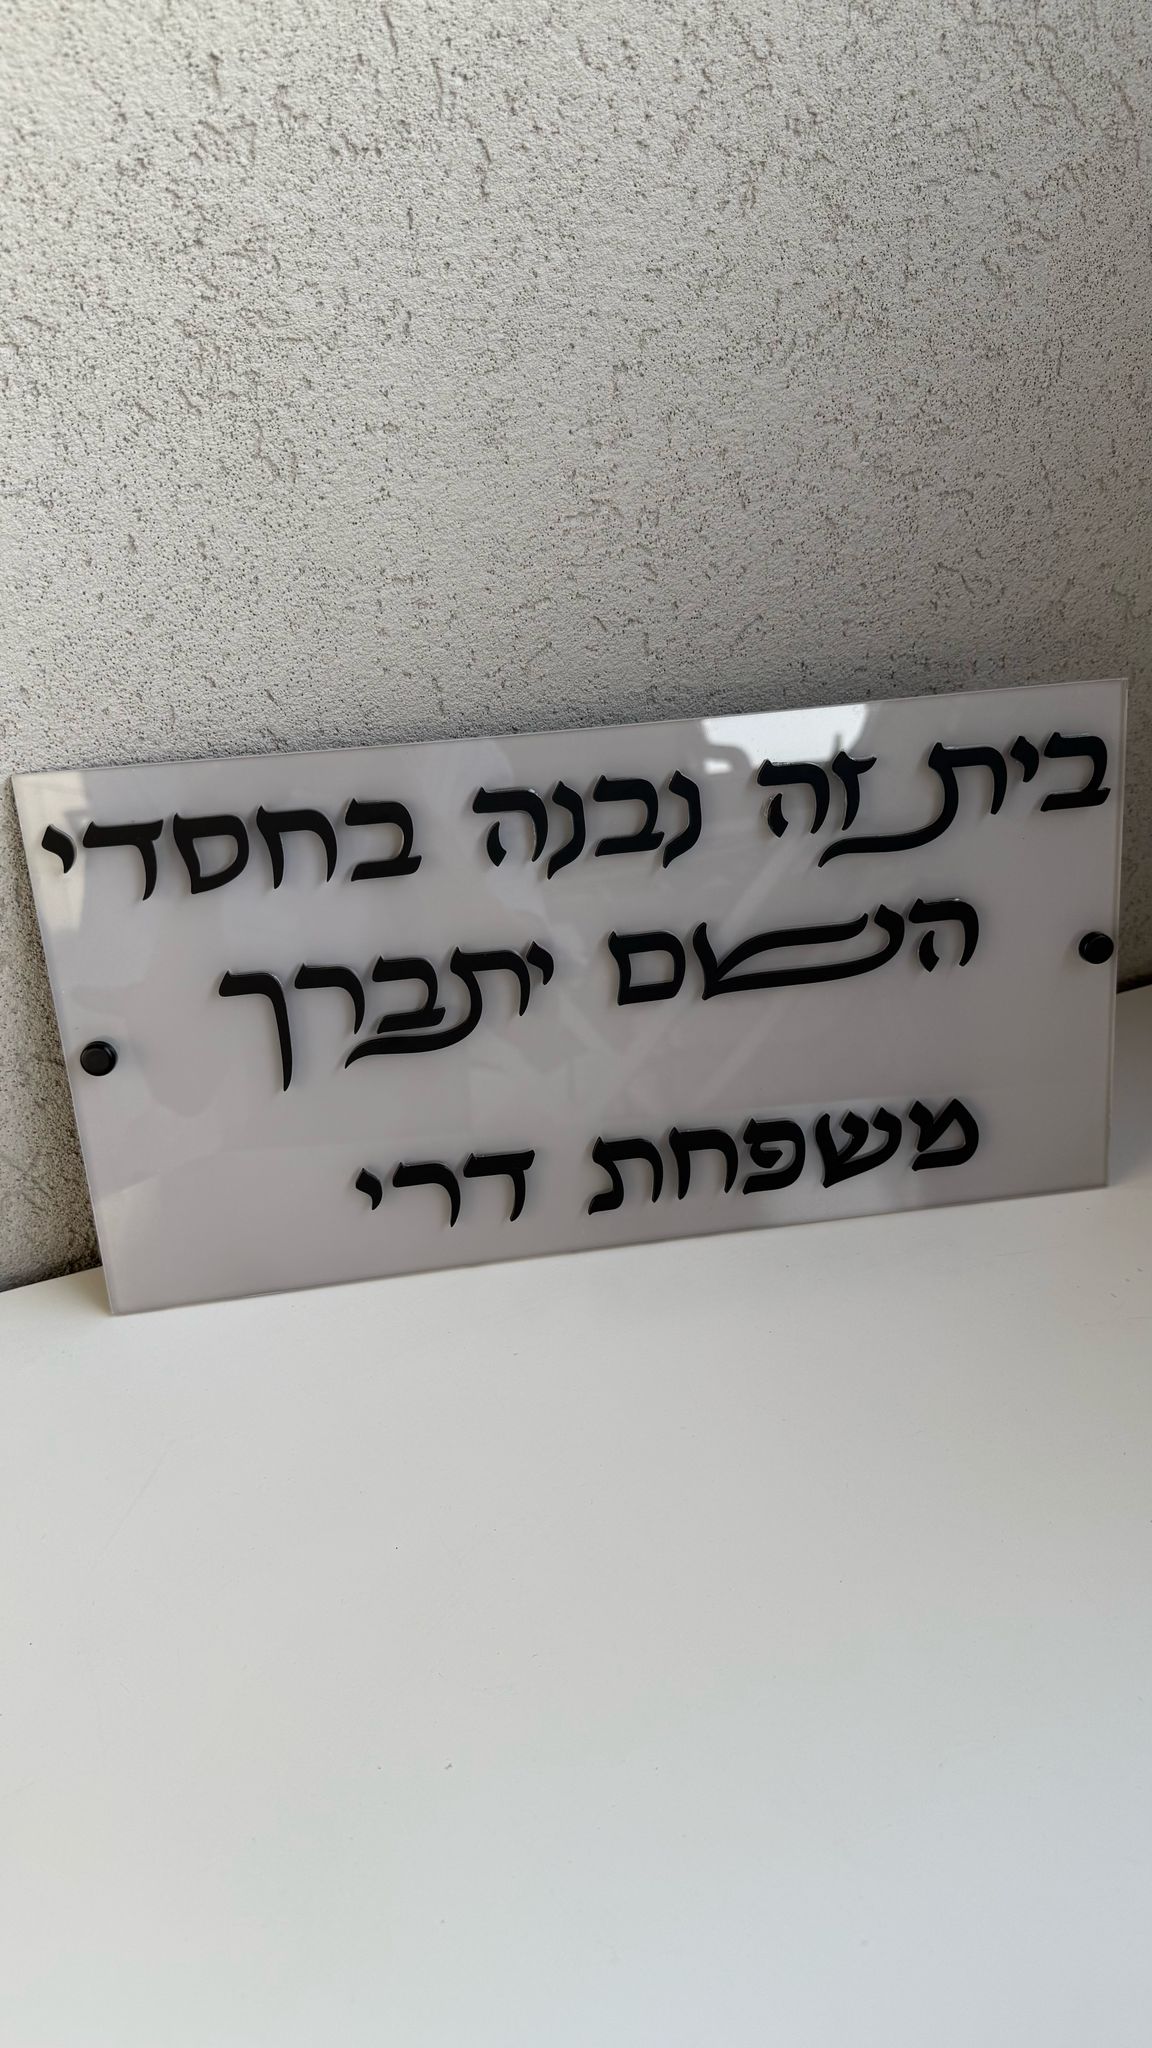 בית זה נבנה בחסדי
השם יתברך
משפחת דרי